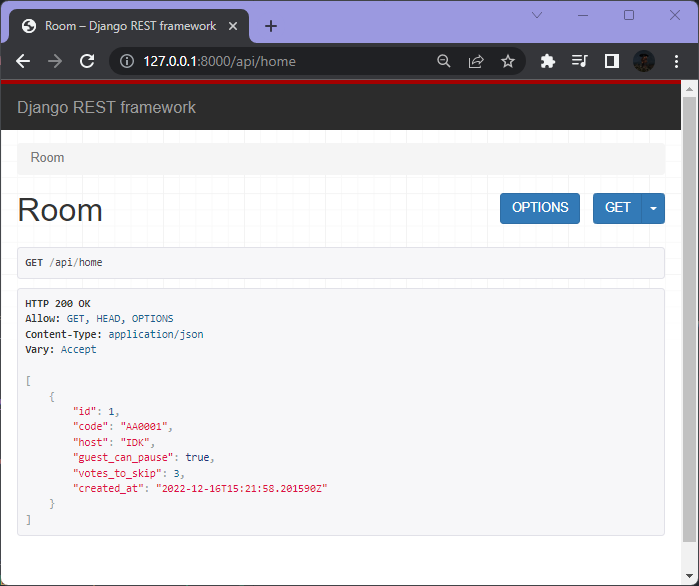 Room – Django REST framework
127.0.0.1:8000/api/home
Django REST framework
Room
Room
OPTIONS
GET
GET /api/home
HTTP 200 OK
Allow: GET, HEAD, OPTIONS
Content-Type: application/json
Vary: Accept
[
    {
        "id": 1,
        "code": "AA0001",
        "host": "IDK",
        "guest_can_pause": true,
        "votes_to_skip": 3,
        "created_at": "2022-12-16T15:21:58.201590Z"
    }
]